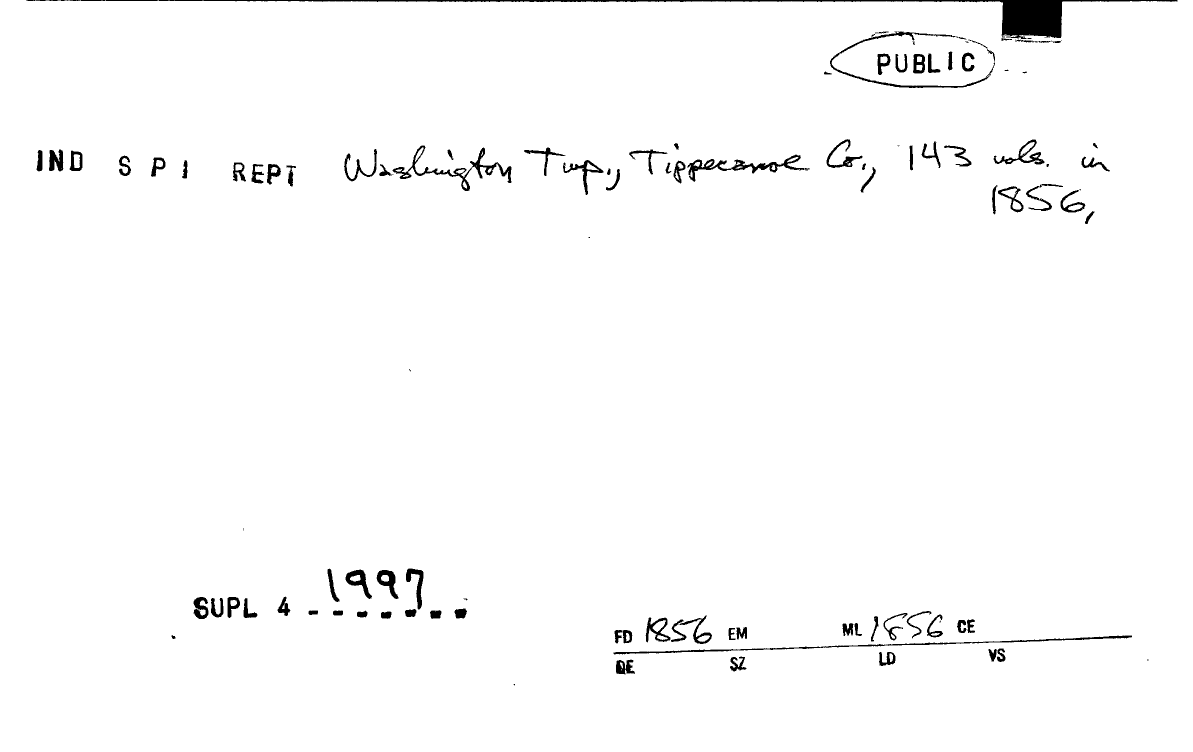 PUBLIC
IND S P I REPT Washington Twp., Tippecanoe Co., 143 vols. in
1856,
SUPL 4 1997
FD 1856 EM ML 1856 CE
QE SZ LD VS